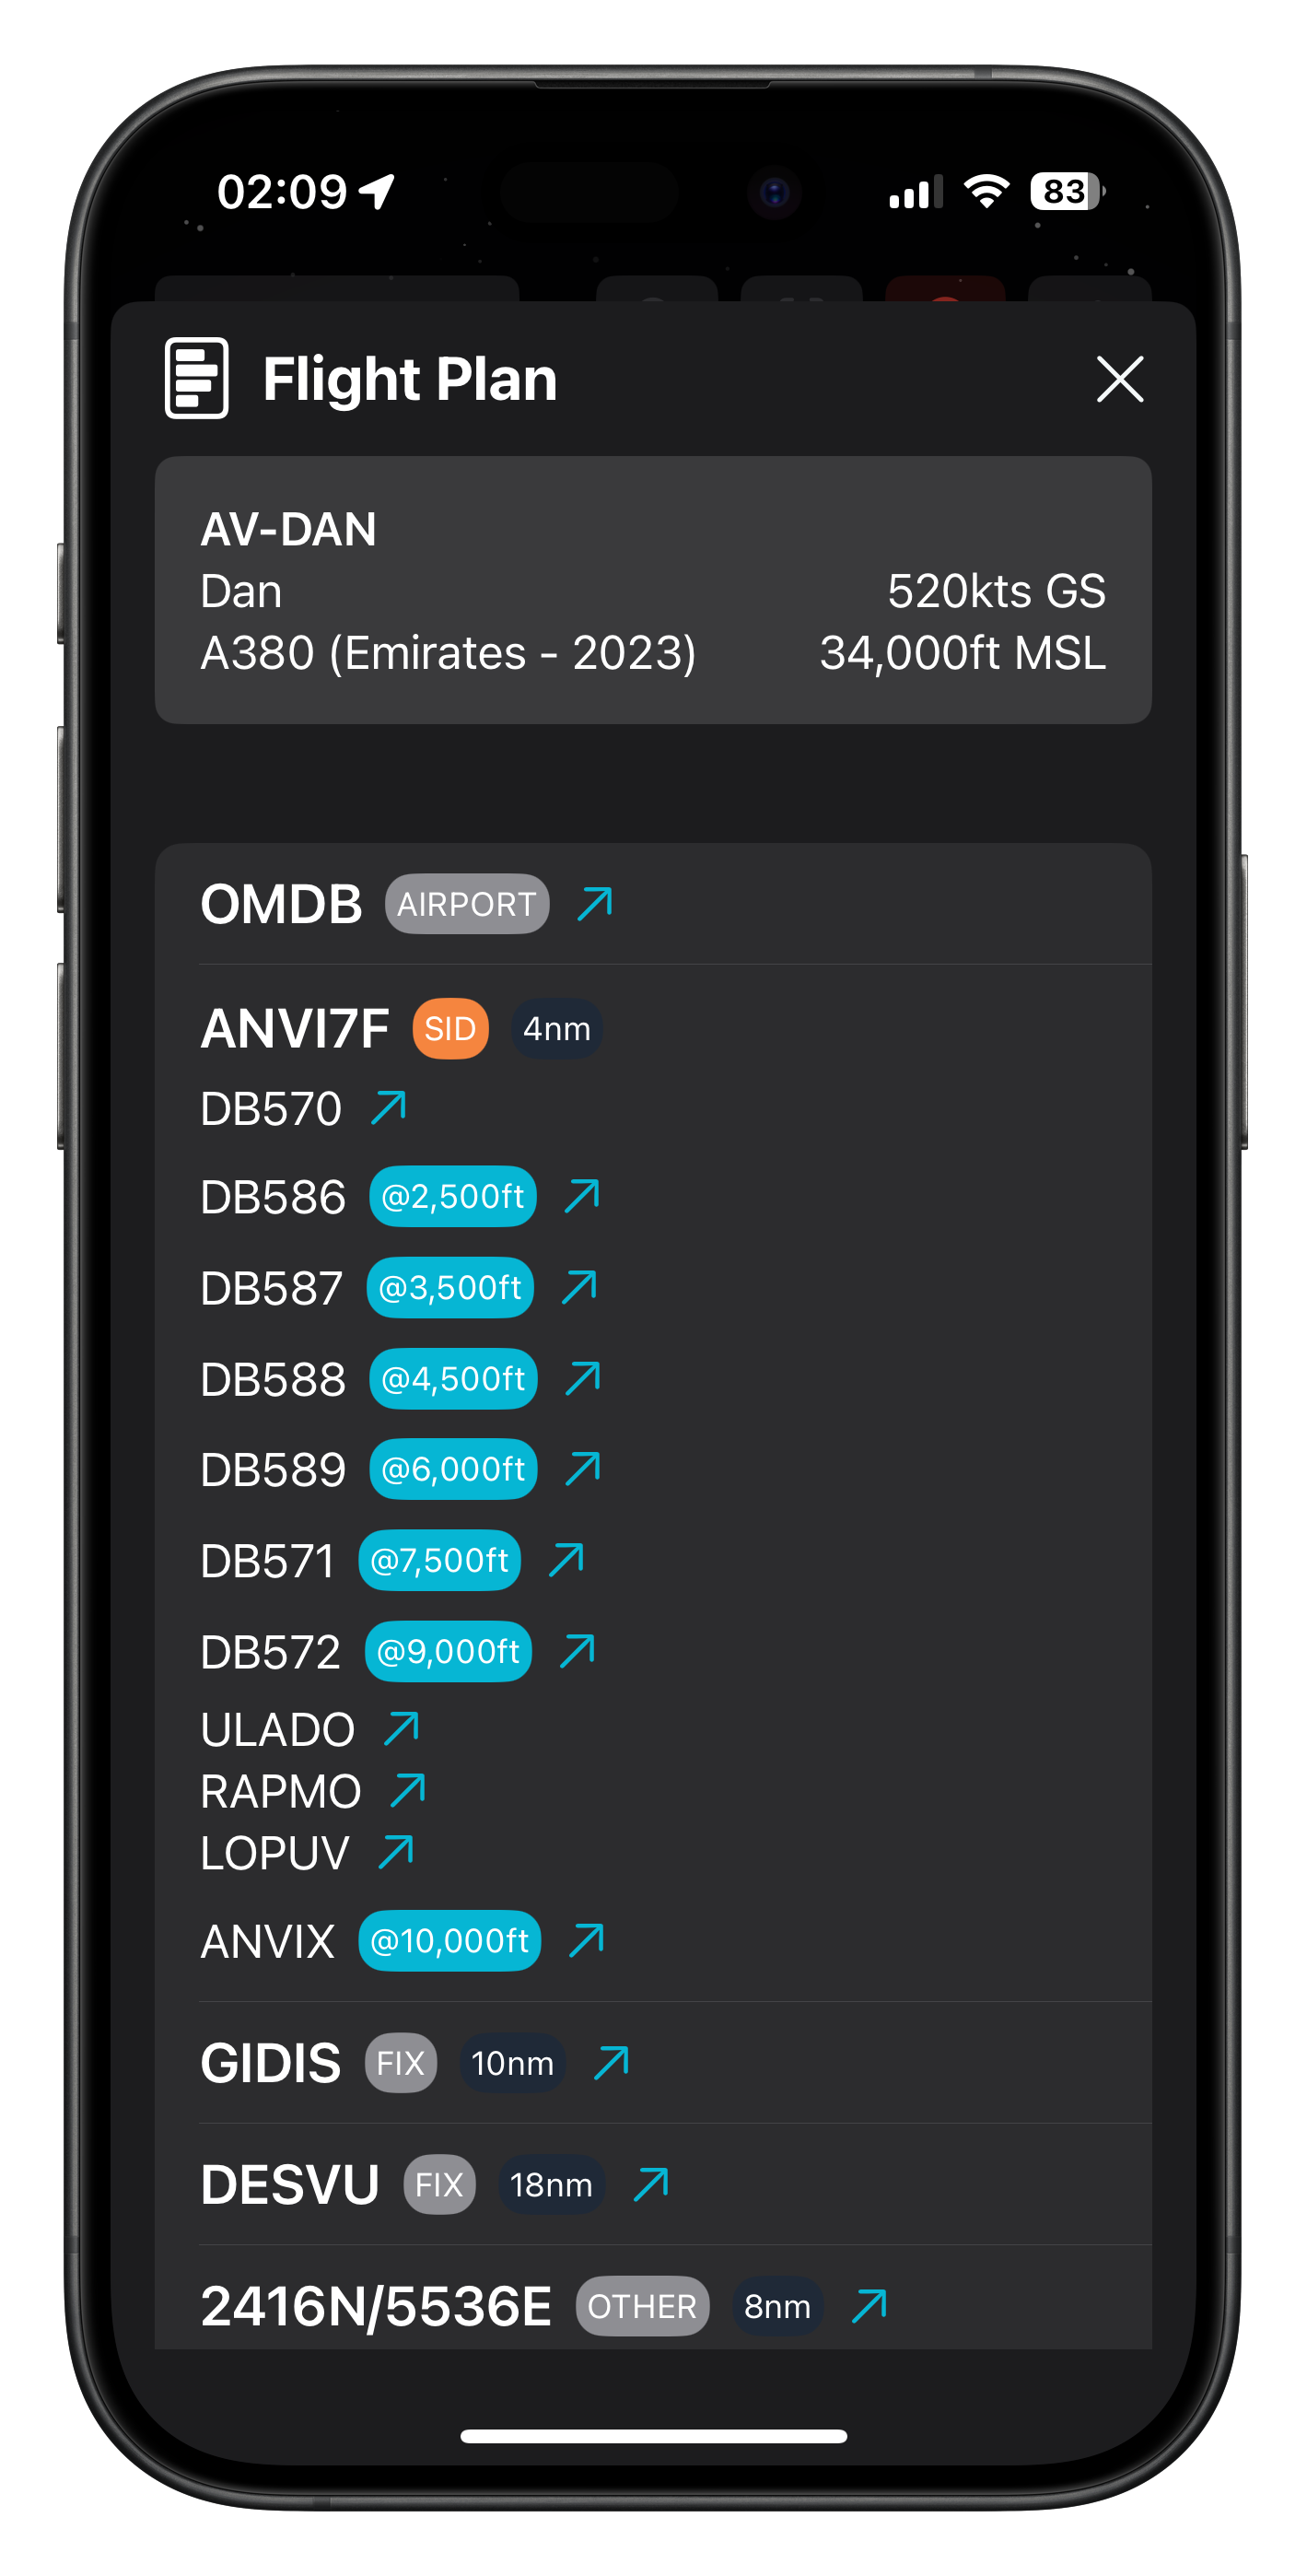 02:09 83
Flight Plan
AV-DAN
Dan 520kts GS
A380 (Emirates - 2023) 34,000ft MSL
OMDB AIRPORT
ANVI7F SID 4nm
DB570
DB586 @2,500ft
DB587 @3,500ft
DB588 @4,500ft
DB589 @6,000ft
DB571 @7,500ft
DB572 @9,000ft
ULADO
RAPMO
LOPUV
ANVIX @10,000ft
GIDIS FIX 10nm
DESVU FIX 18nm
2416N/5536E OTHER 8nm